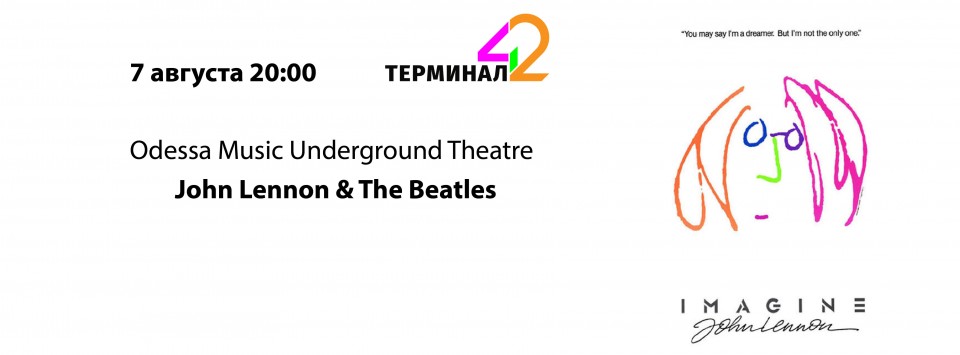 "You may say I'm a dreamer. But I'm not the only one."
7 августа 20:00
ТЕРМИНАЛ 42
Odessa Music Underground Theatre
John Lennon & The Beatles
IMAGINE
John Lennon